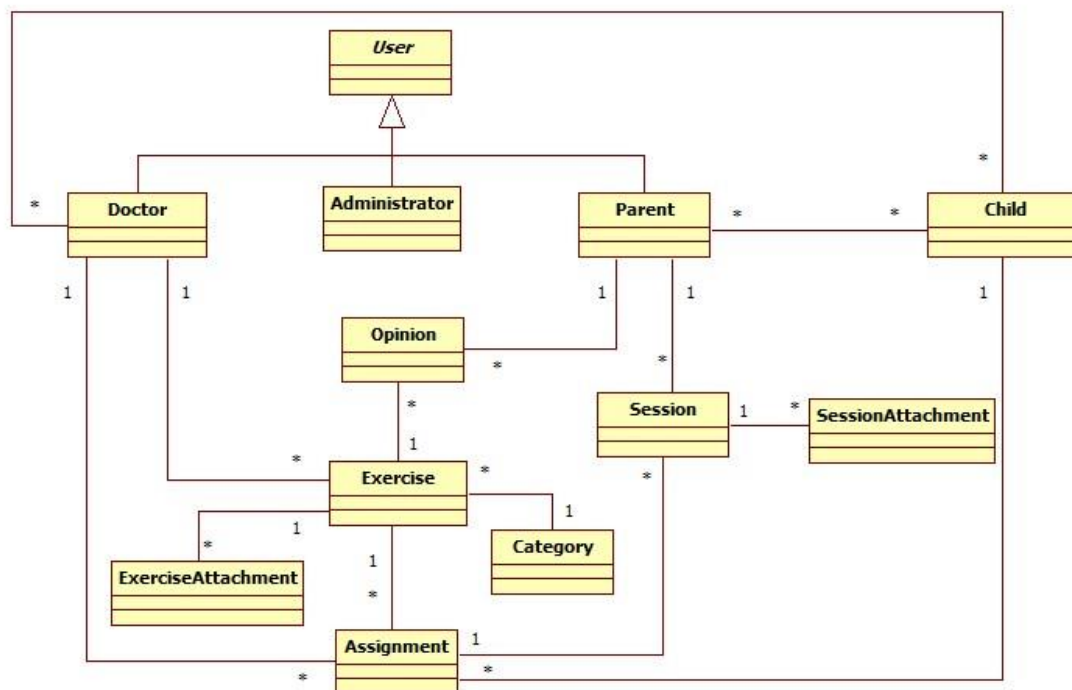 User
*
*
Doctor
Administrator
Parent
*
*
Child
1
1
1
1
1
Opinion
*
*
*
Session
1
*
SessionAttachment
1
*
Exercise
*
*
1
1
*
Category
1
ExerciseAttachment
*
Assignment
1
*
*